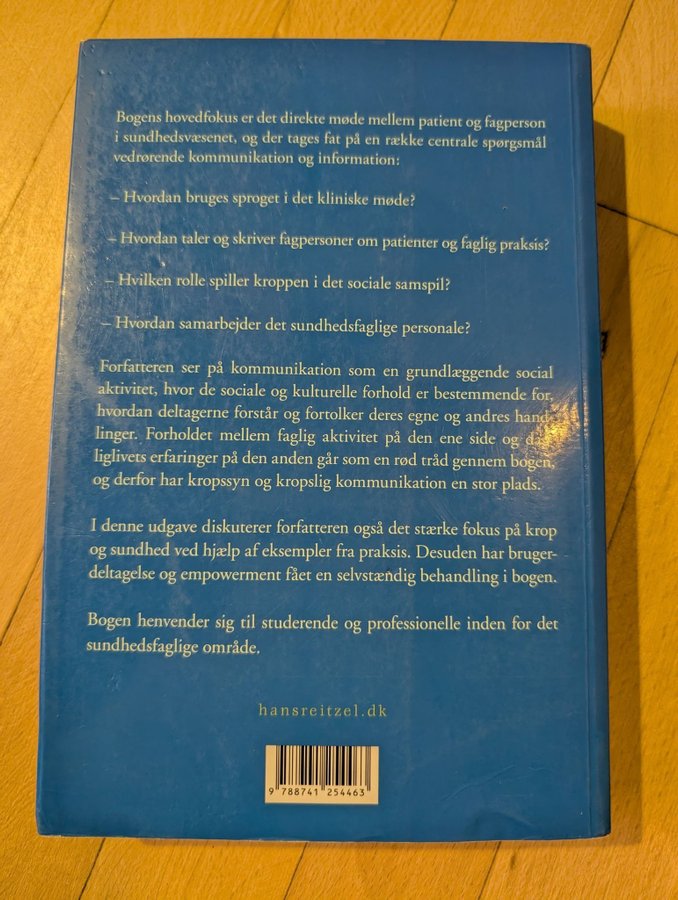 Bogens hovedfokus er det direkte møde mellem patient og fagperson
i sundhedsvæsenet, og der tages fat på en række centrale spørgsmål
vedrørende kommunikation og information:
– Hvordan bruges sproget i det kliniske møde?
– Hvordan taler og skriver fagpersoner om patienter og faglig praksis?
– Hvilken rolle spiller kroppen i det sociale samspil?
– Hvordan samarbejder det sundhedsfaglige personale?
Forfatteren ser på kommunikation som en grundlæggende social
aktivitet, hvor de sociale og kulturelle forhold er bestemmende for,
hvordan deltagerne forstår og fortolker deres egne og andres hand-
linger. Forholdet mellem faglig aktivitet på den ene side og dag-
liglivets erfaringer på den anden går som en rød tråd gennem bogen,
og derfor har kropssyn og kropslig kommunikation en stor plads.
I denne udgave diskuterer forfatteren også det stærke fokus på krop
og sundhed ved hjælp af eksempler fra praksis. Desuden har bruger-
deltagelse og empowerment fået en selvstændig behandling i bogen.
Bogen henvender sig til studerende og professionelle inden for det
sundhedsfaglige område.
hansreitzel.dk
9 788741 254463